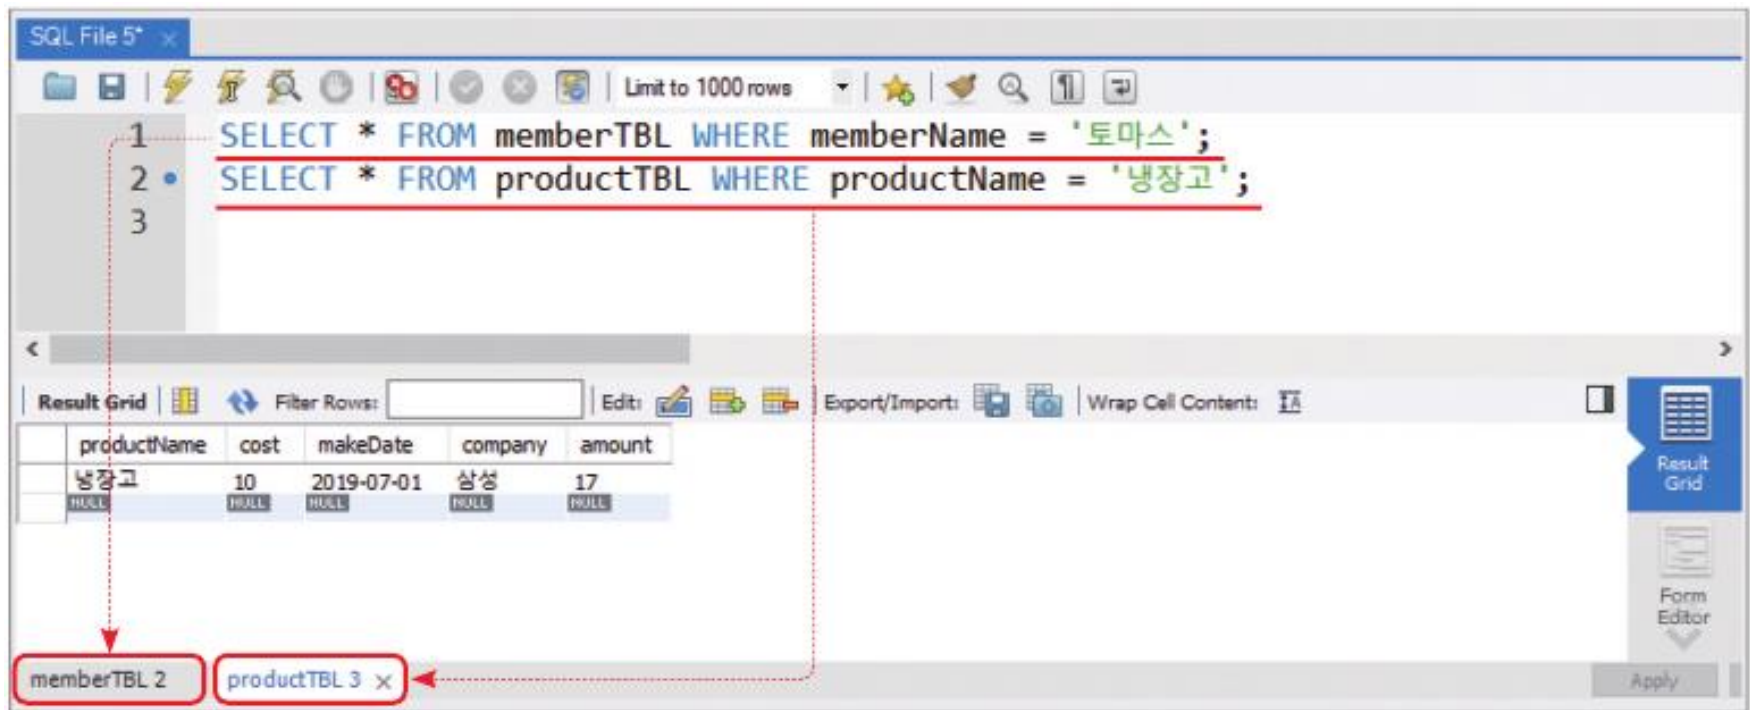 SQL File 5*
Limit to 1000 rows
1 SELECT * FROM memberTBL WHERE memberName = '토마스';
2 SELECT * FROM productTBL WHERE productName = '냉장고';
3
Result Grid Filter Rows: Edit: Export/Import: Wrap Cell Content:
productName cost makeDate company amount
냉장고 10 2019-07-01 삼성 17
NULL NULL NULL NULL NULL
Result
Grid
Form
Editor
memberTBL 2 productTBL 3 Apply